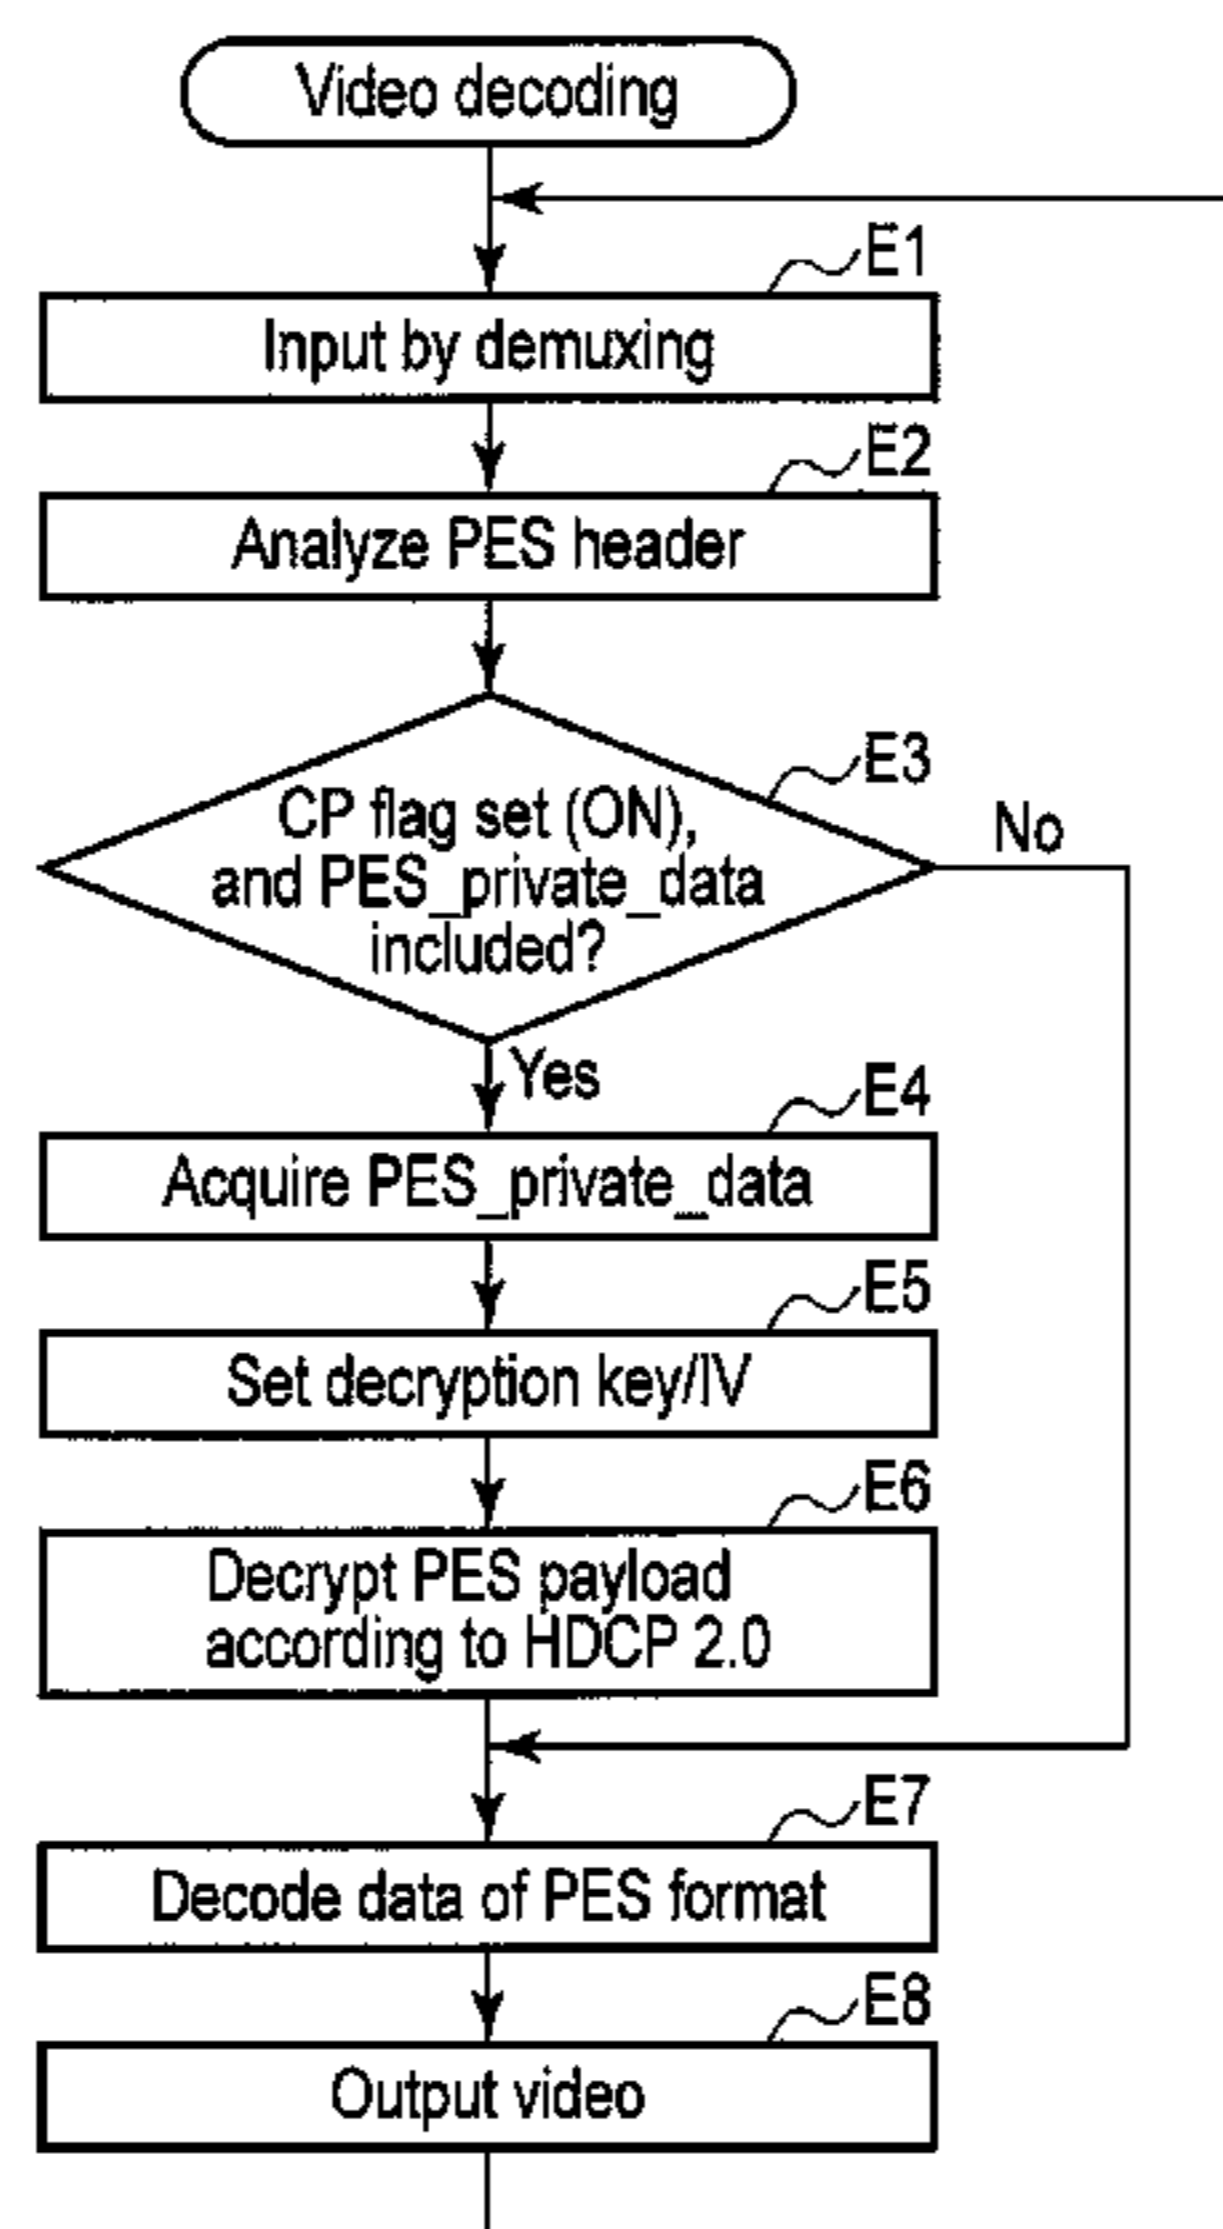 Video decoding
E1
Input by demuxing
E2
Analyze PES header
E3
CP flag set (ON),
and PES_private_data
included?
No
Yes
E4
Acquire PES_private_data
E5
Set decryption key/IV
E6
Decrypt PES payload
according to HDCP 2.0
E7
Decode data of PES format
E8
Output video